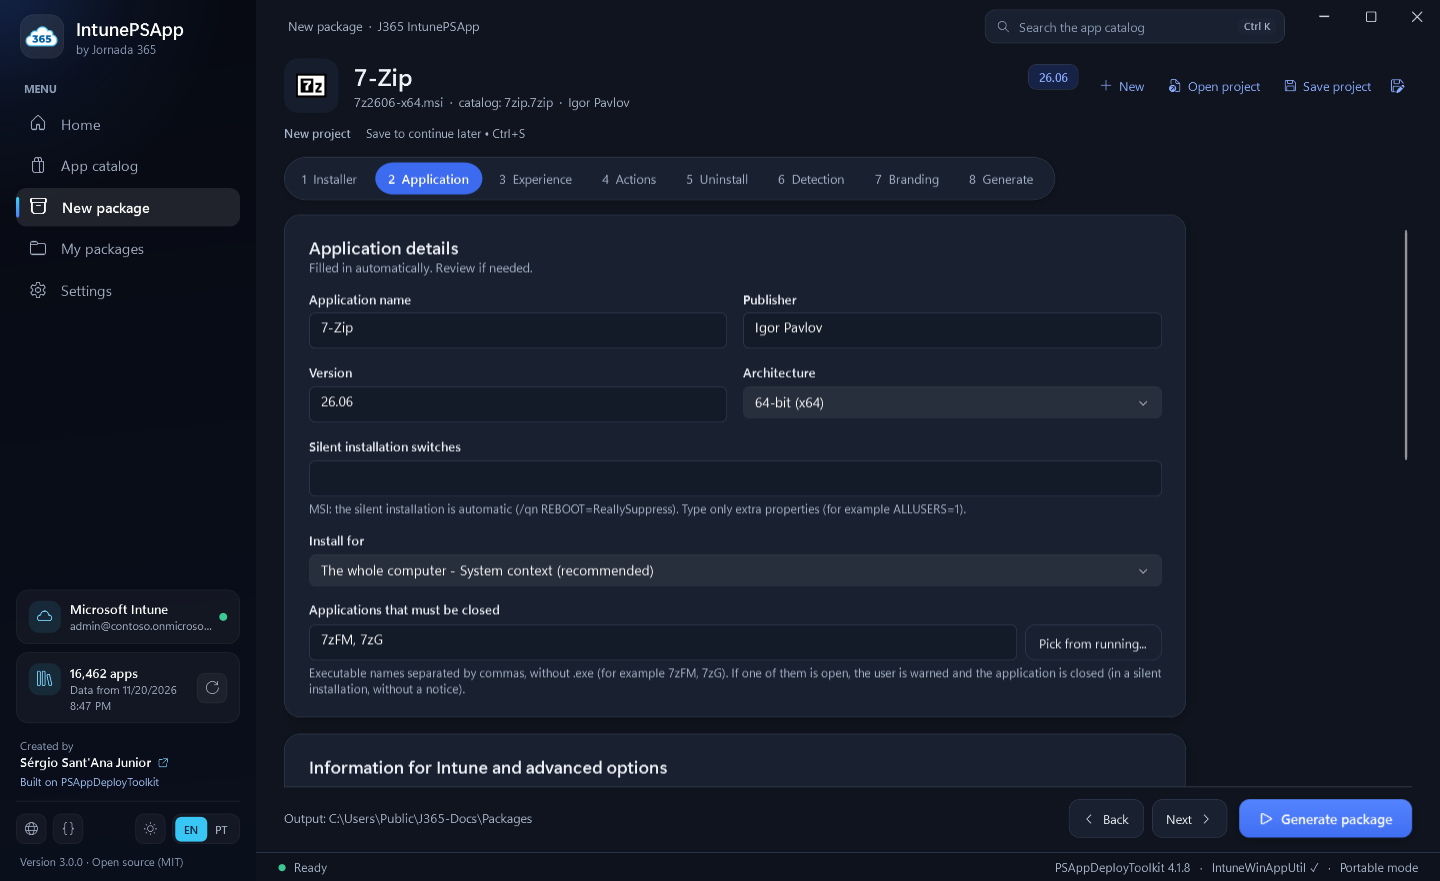 365
IntunePSApp
by Jornada 365
MENU
Home
App catalog
New package
My packages
Settings
Microsoft Intune
admin@contoso.onmicroso...
16,462 apps
Data from 11/20/2026
8:47 PM
Created by
Sérgio Sant'Ana Junior
Built on PSAppDeployToolkit
EN PT
Version 3.0.0 · Open source (MIT)
New package · J365 IntunePSApp
Search the app catalog Ctrl K
7z
7-Zip
7z2606-x64.msi · catalog: 7zip.7zip · Igor Pavlov
26.06
New
Open project
Save project
New project Save to continue later • Ctrl+S
1 Installer
2 Application
3 Experience
4 Actions
5 Uninstall
6 Detection
7 Branding
8 Generate
Application details
Filled in automatically. Review if needed.
Application name
7-Zip
Publisher
Igor Pavlov
Version
26.06
Architecture
64-bit (x64)
Silent installation switches
MSI: the silent installation is automatic (/qn REBOOT=ReallySuppress). Type only extra properties (for example ALLUSERS=1).
Install for
The whole computer - System context (recommended)
Applications that must be closed
7zFM, 7zG
Pick from running...
Executable names separated by commas, without .exe (for example 7zFM, 7zG). If one of them is open, the user is warned and the application is closed (in a silent
installation, without a notice).
Information for Intune and advanced options
Output: C:\Users\Public\J365-Docs\Packages
Back
Next
Generate package
Ready
PSAppDeployToolkit 4.1.8 · IntuneWinAppUtil ✓ · Portable mode